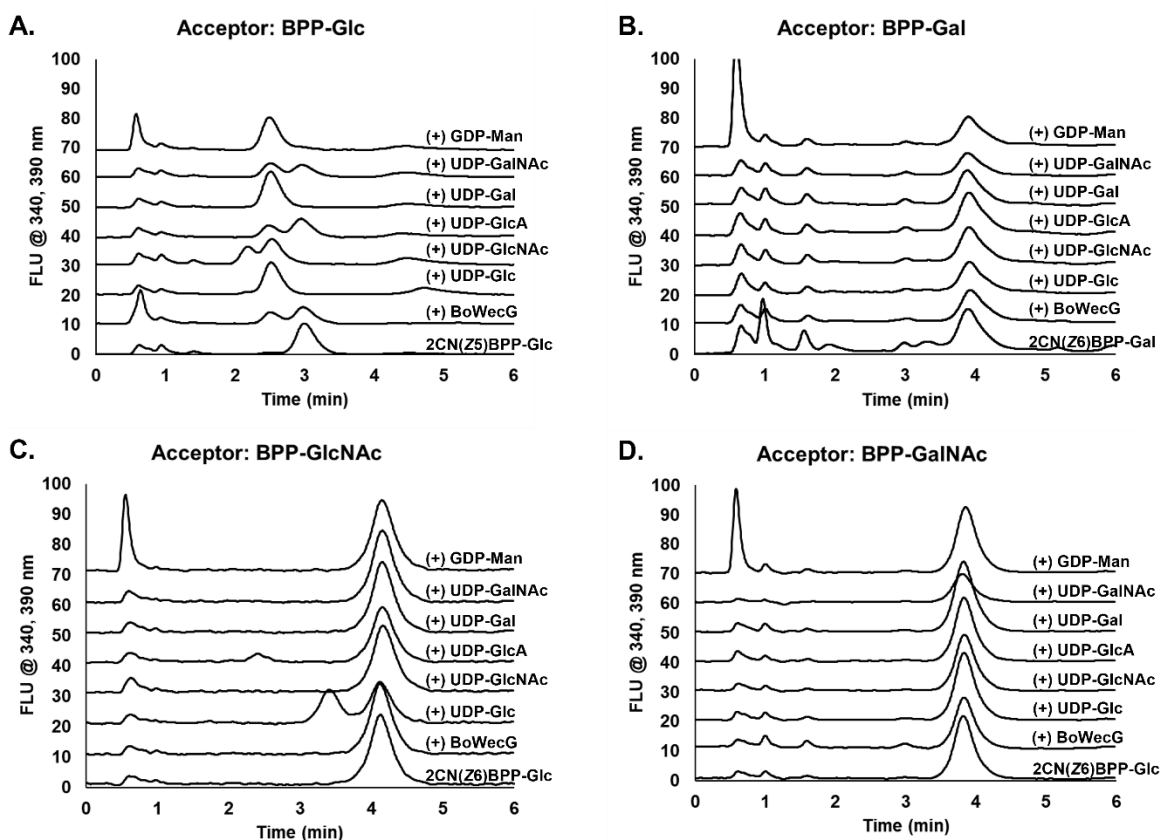 A.
Acceptor: BPP-Glc
FLU @ 340, 390 nm
100
90
80
70
60
50
40
30
20
10
0
(+) GDP-Man
(+) UDP-GalNAc
(+) UDP-Gal
(+) UDP-GlcA
(+) UDP-GlcNAc
(+) UDP-Glc
(+) BoWecG
2CN(Z5)BPP-Glc
0 1 2 3 4 5 6
Time (min)
B.
Acceptor: BPP-Gal
FLU @ 340, 390 nm
100
90
80
70
60
50
40
30
20
10
0
(+) GDP-Man
(+) UDP-GalNAc
(+) UDP-Gal
(+) UDP-GlcA
(+) UDP-GlcNAc
(+) UDP-Glc
(+) BoWecG
2CN(Z6)BPP-Gal
0 1 2 3 4 5 6
Time (min)
C.
Acceptor: BPP-GlcNAc
FLU @ 340, 390 nm
100
90
80
70
60
50
40
30
20
10
0
(+) GDP-Man
(+) UDP-GalNAc
(+) UDP-Gal
(+) UDP-GlcA
(+) UDP-GlcNAc
(+) UDP-Glc
(+) BoWecG
2CN(Z6)BPP-Glc
0 1 2 3 4 5 6
Time (min)
D.
Acceptor: BPP-GalNAc
FLU @ 340, 390 nm
100
90
80
70
60
50
40
30
20
10
0
(+) GDP-Man
(+) UDP-GalNAc
(+) UDP-Gal
(+) UDP-GlcA
(+) UDP-GlcNAc
(+) UDP-Glc
(+) BoWecG
2CN(Z6)BPP-Glc
0 1 2 3 4 5 6
Time (min)